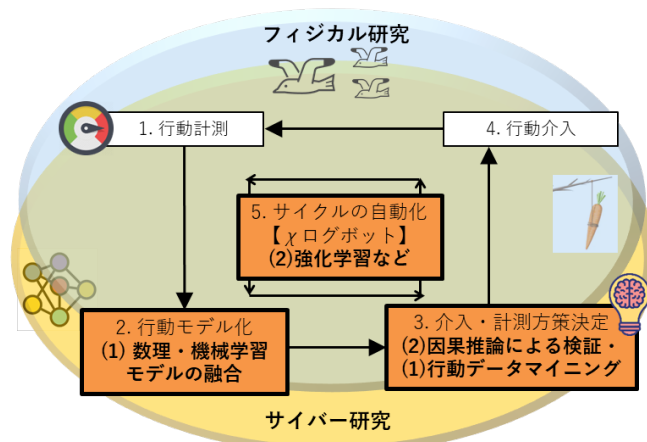 フィジカル研究
1. 行動計測
4. 行動介入
5. サイクルの自動化
【χログボット】
(2)強化学習など
2. 行動モデル化
(1) 数理・機械学習
モデルの融合
3. 介入・計測方策決定
(2)因果推論による検証・
(1)行動データマイニング
サイバー研究